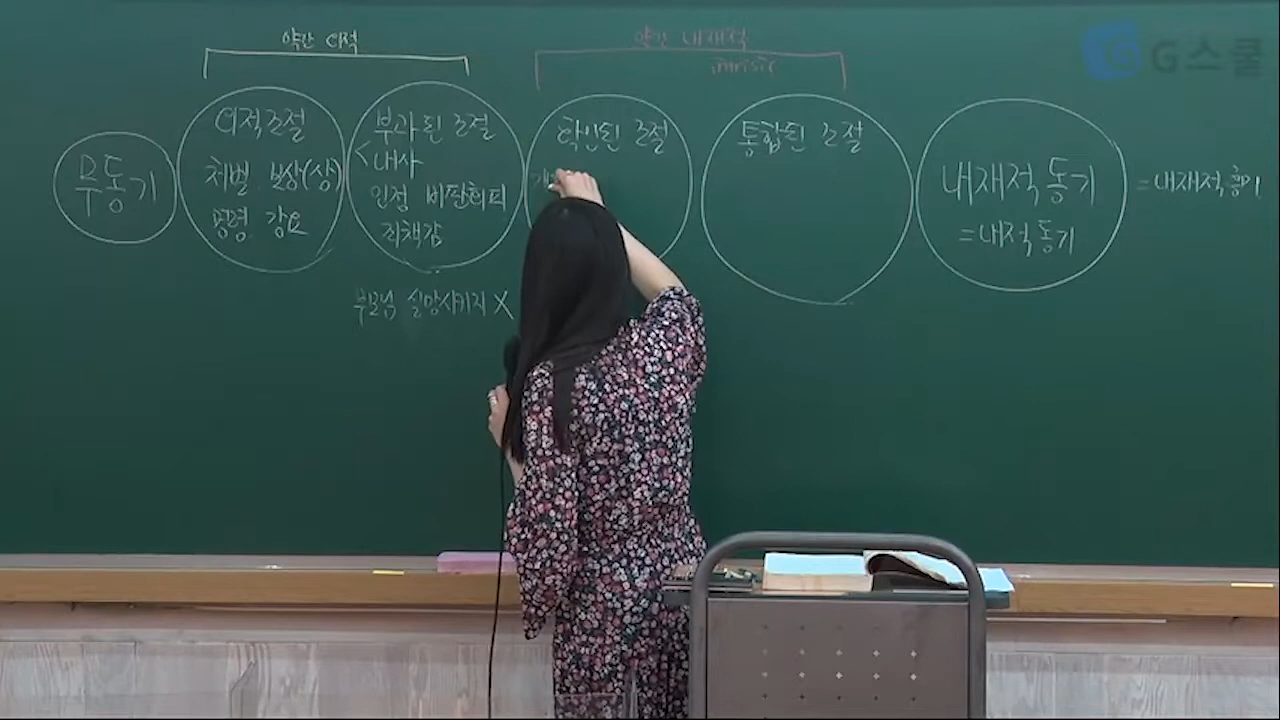 약간 외적
약간 내재적
intrinsic
G스쿨
무동기
외적조절
처벌 보상(상)
명령 강요
부과된 조절
< 내사
인정 비판회피
죄책감
부모님 실망시키지 X
확인된 조절
통합된 조절
내재적 동기
=내적동기
= 내재적 흥미